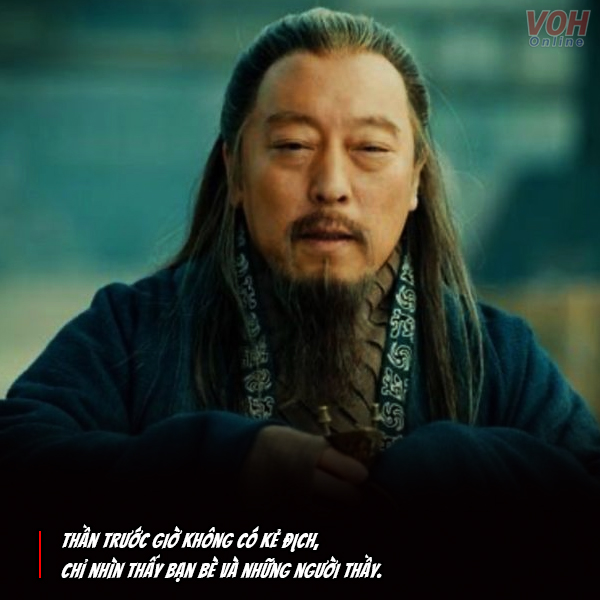 VOH
Online
THẦN TRƯỚC GIỜ KHÔNG CÓ KẺ ĐỊCH,
CHỈ NHÌN THẤY BẠN BÈ VÀ NHỮNG NGƯỜI THẦY.